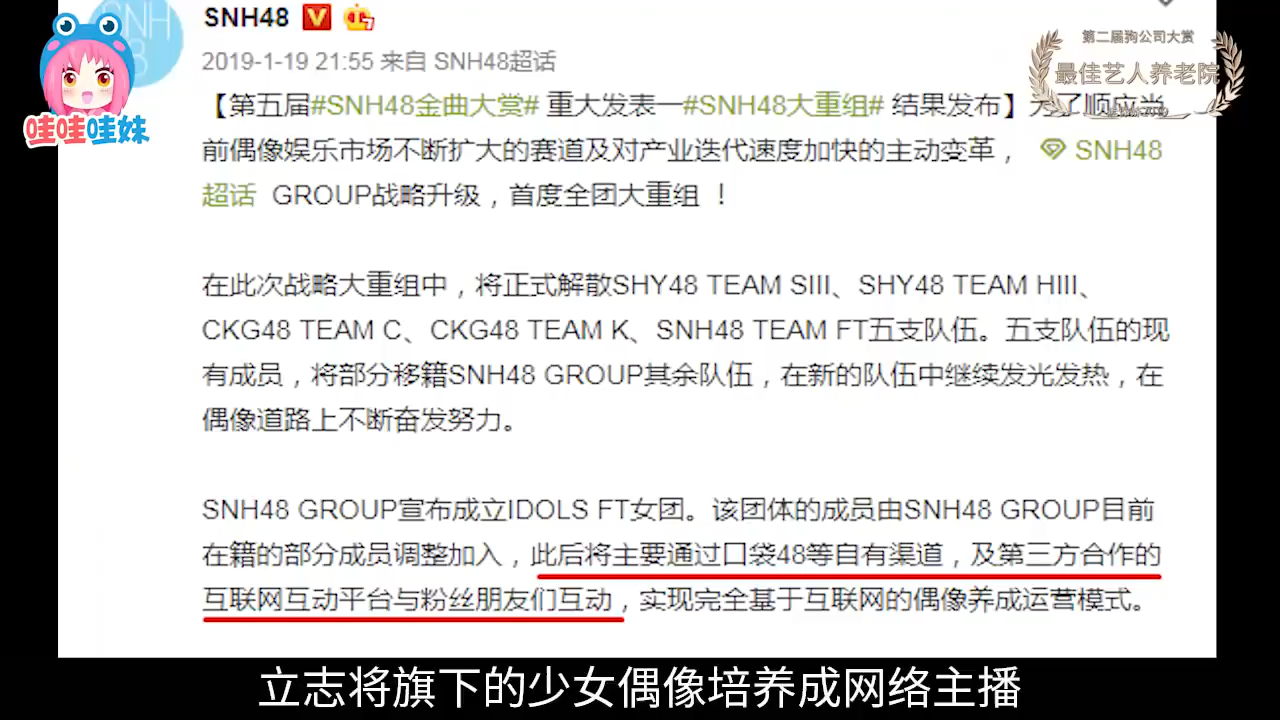 SNH48
2019-1-19 21:55 来自 SNH48超话
第二届狗公司大赏
最佳艺人养老院
哇哇哇妹
【第五届#SNH48金曲大赏# 重大发表—#SNH48大重组# 结果发布】为了顺应当
前偶像娱乐市场不断扩大的赛道及对产业迭代速度加快的主动变革， SNH48
超话 GROUP战略升级，首度全团大重组 ！
在此次战略大重组中，将正式解散SHY48 TEAM SIII、SHY48 TEAM HIII、
CKG48 TEAM C、CKG48 TEAM K、SNH48 TEAM FT五支队伍。五支队伍的现
有成员，将部分移籍SNH48 GROUP其余队伍，在新的队伍中继续发光发热，在
偶像道路上不断奋发努力。
SNH48 GROUP宣布成立IDOLS FT女团。该团体的成员由SNH48 GROUP目前
在籍的部分成员调整加入，此后将主要通过口袋48等自有渠道，及第三方合作的
互联网互动平台与粉丝朋友们互动，实现完全基于互联网的偶像养成运营模式。
立志将旗下的少女偶像培养成网络主播